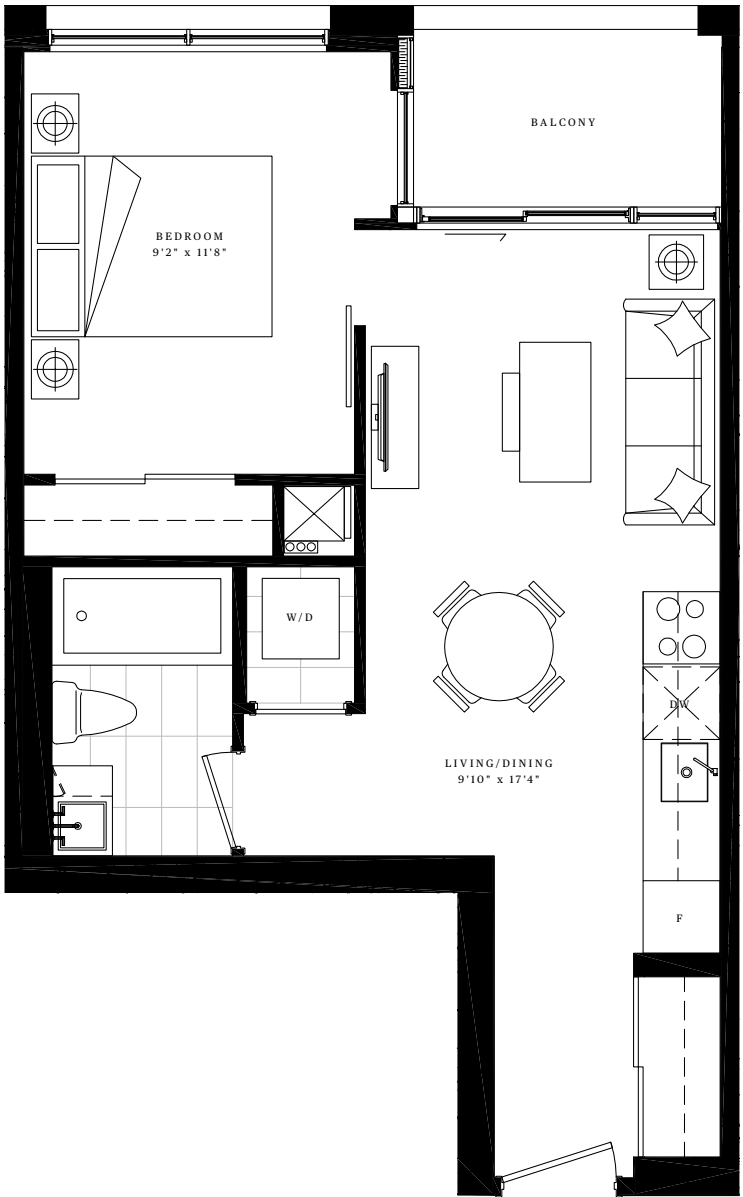 BALCONY
BEDROOM
9'2" x 11'8"
W/D
DW
LIVING/DINING
9'10" x 17'4"
F